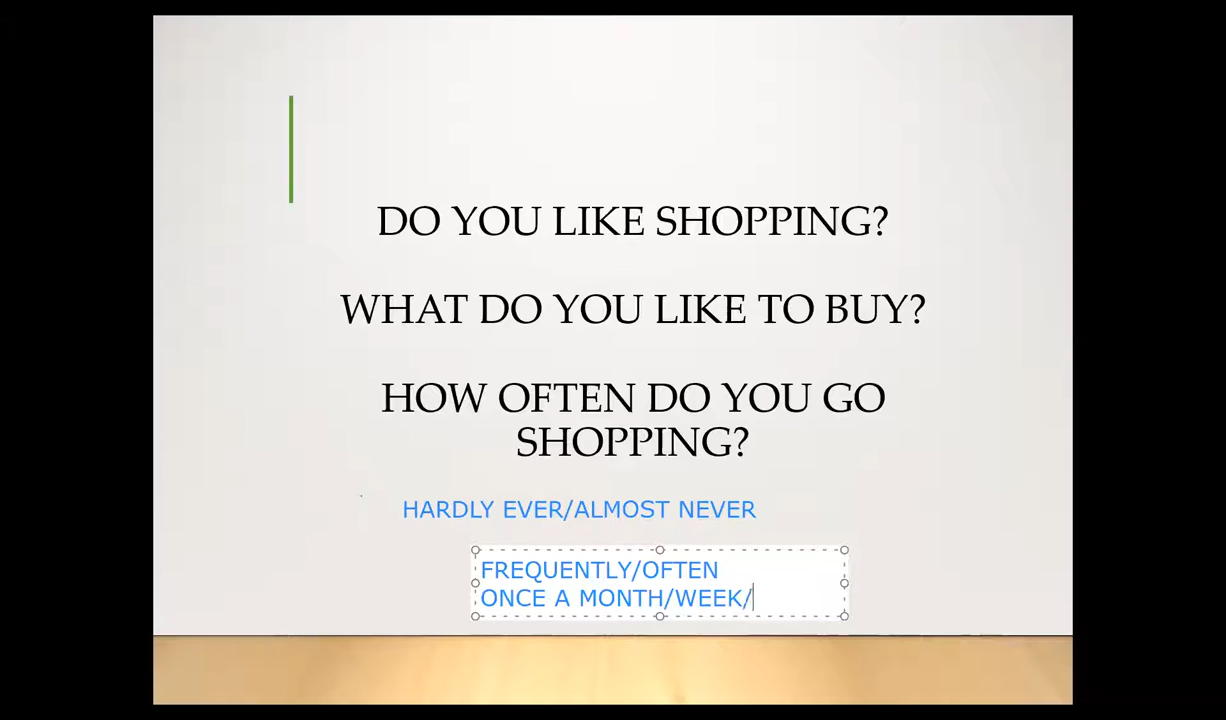 DO YOU LIKE SHOPPING?
WHAT DO YOU LIKE TO BUY?
HOW OFTEN DO YOU GO
SHOPPING?
HARDLY EVER/ALMOST NEVER
FREQUENTLY/OFTEN
ONCE A MONTH/WEEK/